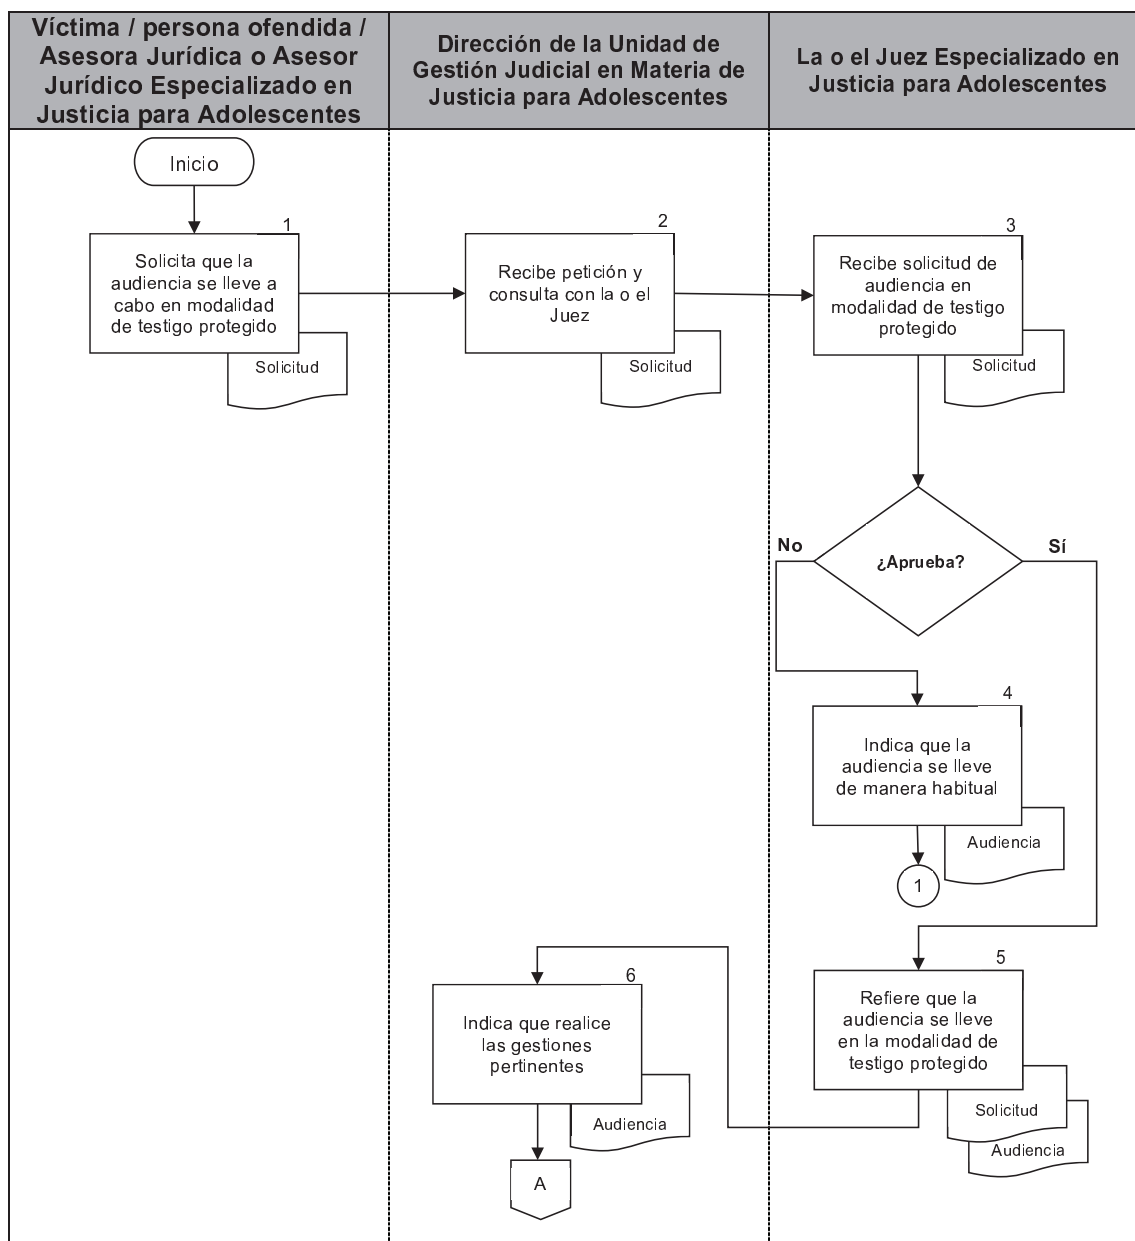 Víctima / persona ofendida /
Asesora Jurídica o Asesor
Jurídico Especializado en
Justicia para Adolescentes
Dirección de la Unidad de
Gestión Judicial en Materia de
Justicia para Adolescentes
La o el Juez Especializado en
Justicia para Adolescentes
Inicio
1
Solicita que la
audiencia se lleve a
cabo en modalidad
de testigo protegido
Solicitud
2
Recibe petición y
consulta con la o el
Juez
Solicitud
3
Recibe solicitud de
audiencia en
modalidad de testigo
protegido
Solicitud
¿Aprueba?
No
Sí
4
Indica que la
audiencia se lleve
de manera habitual
Audiencia
1
5
Refiere que la
audiencia se lleve
en la modalidad de
testigo protegido
Solicitud
Audiencia
6
Indica que realice
las gestiones
pertinentes
Audiencia
A